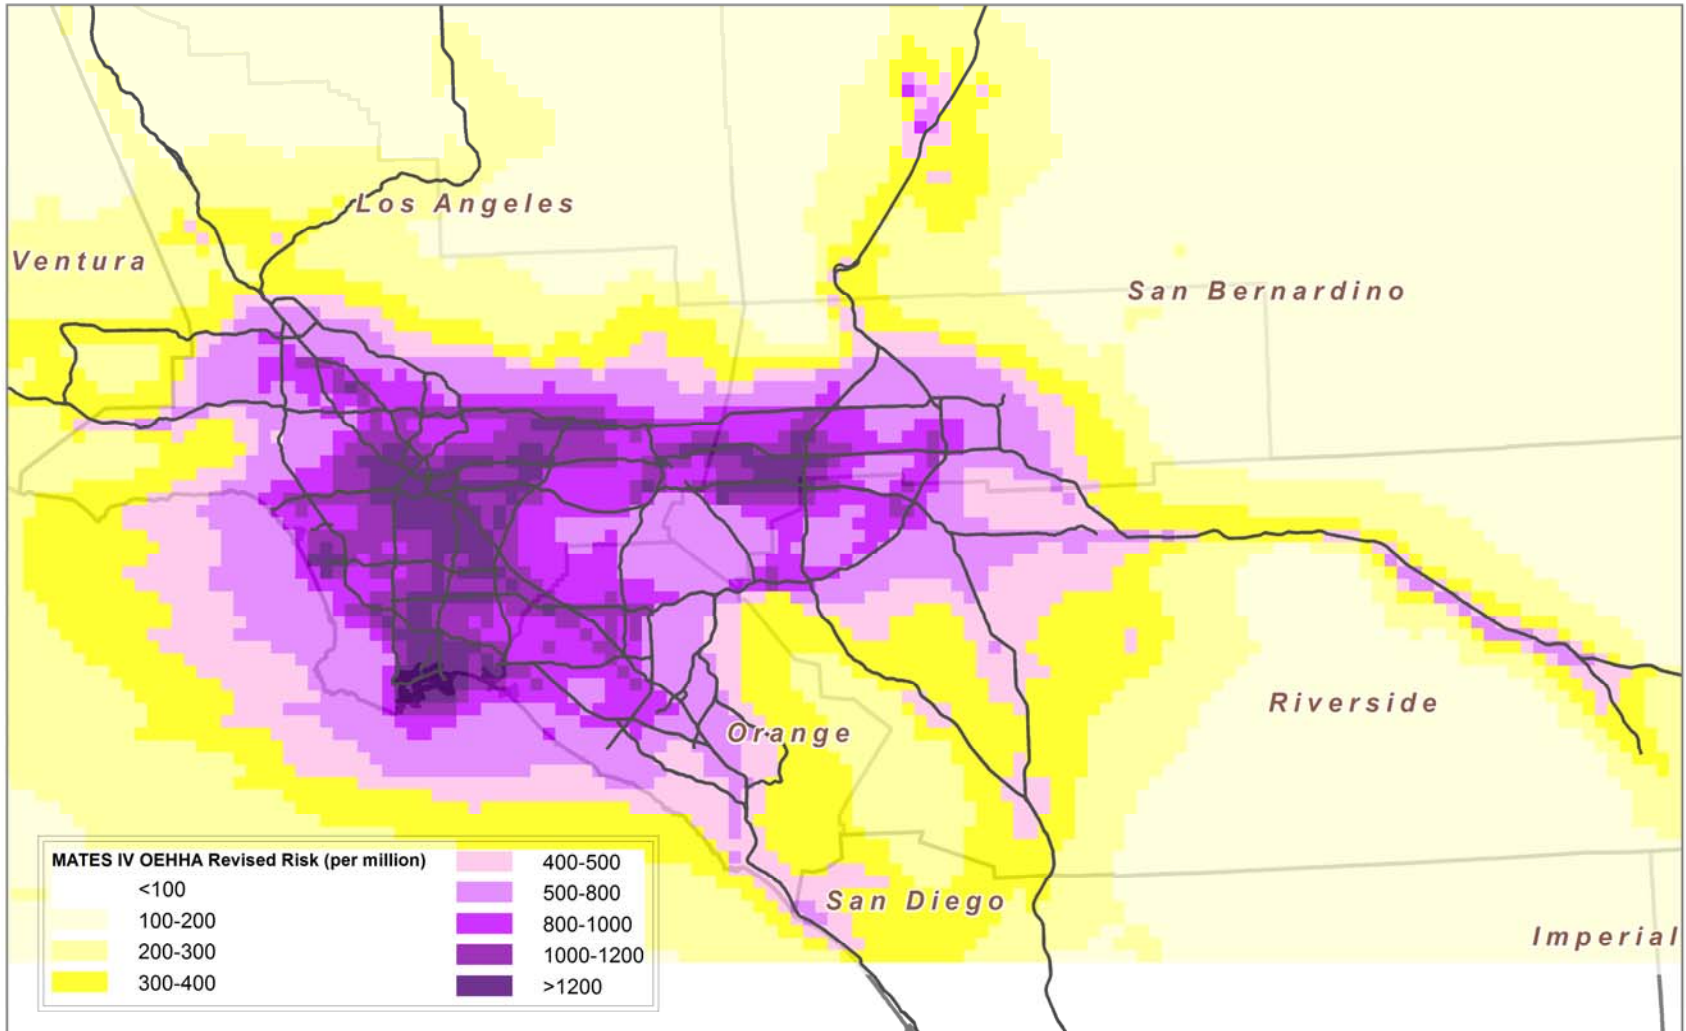 Los Angeles
Ventura
San Bernardino
Riverside
Orange
San Diego
Imperial
MATES IV OEHHA Revised Risk (per million)
<100
100-200
200-300
300-400
400-500
500-800
800-1000
1000-1200
>1200